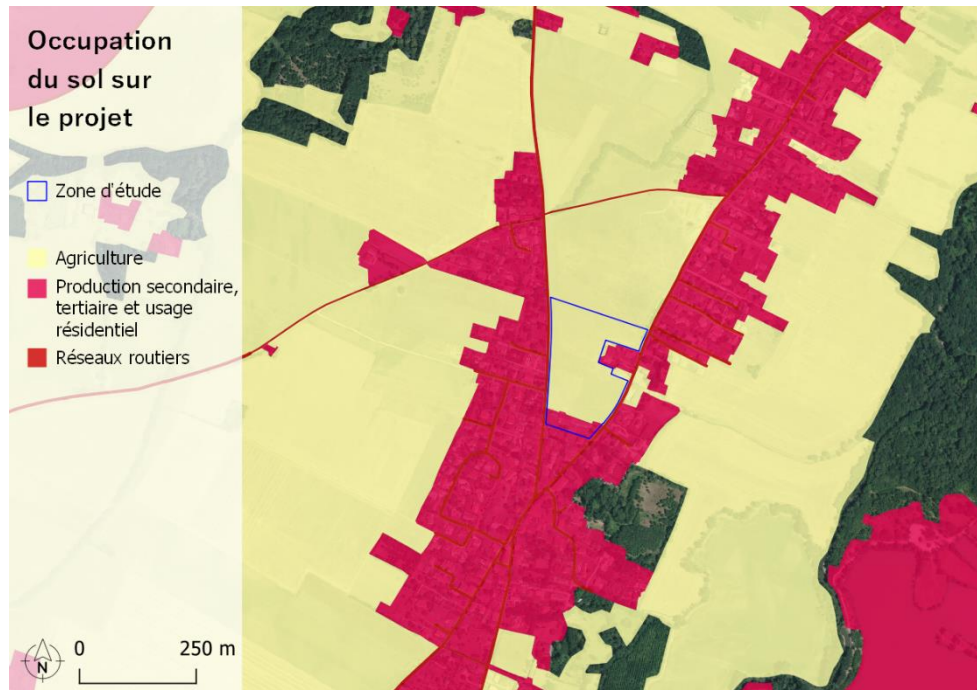 Occupation
du sol sur
le projet
Zone d'étude
Agriculture
Production secondaire,
tertiaire et usage
résidentiel
Réseaux routiers
N
0 250 m